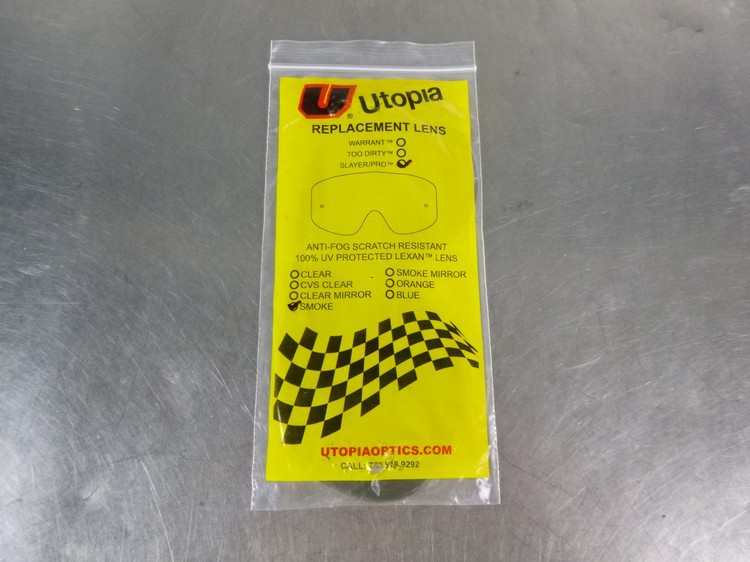 U® Utopia
REPLACEMENT LENS
WARRANT™
TOO DIRTY™
SLAYER/PRO™
ANTI-FOG SCRATCH RESISTANT
100% UV PROTECTED LEXAN™ LENS
CLEAR
CVS CLEAR
CLEAR MIRROR
SMOKE
SMOKE MIRROR
ORANGE
BLUE
UTOPIAOPTICS.COM
CALL: